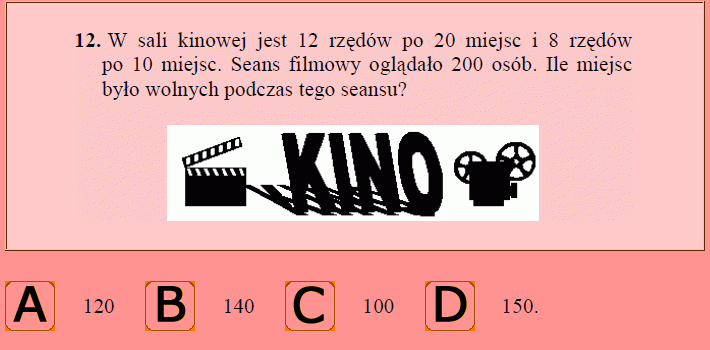 12. W sali kinowej jest 12 rzędów po 20 miejsc i 8 rzędów
po 10 miejsc. Seans filmowy oglądało 200 osób. Ile miejsc
było wolnych podczas tego seansu?
KINO
A 120 B 140 C 100 D 150.